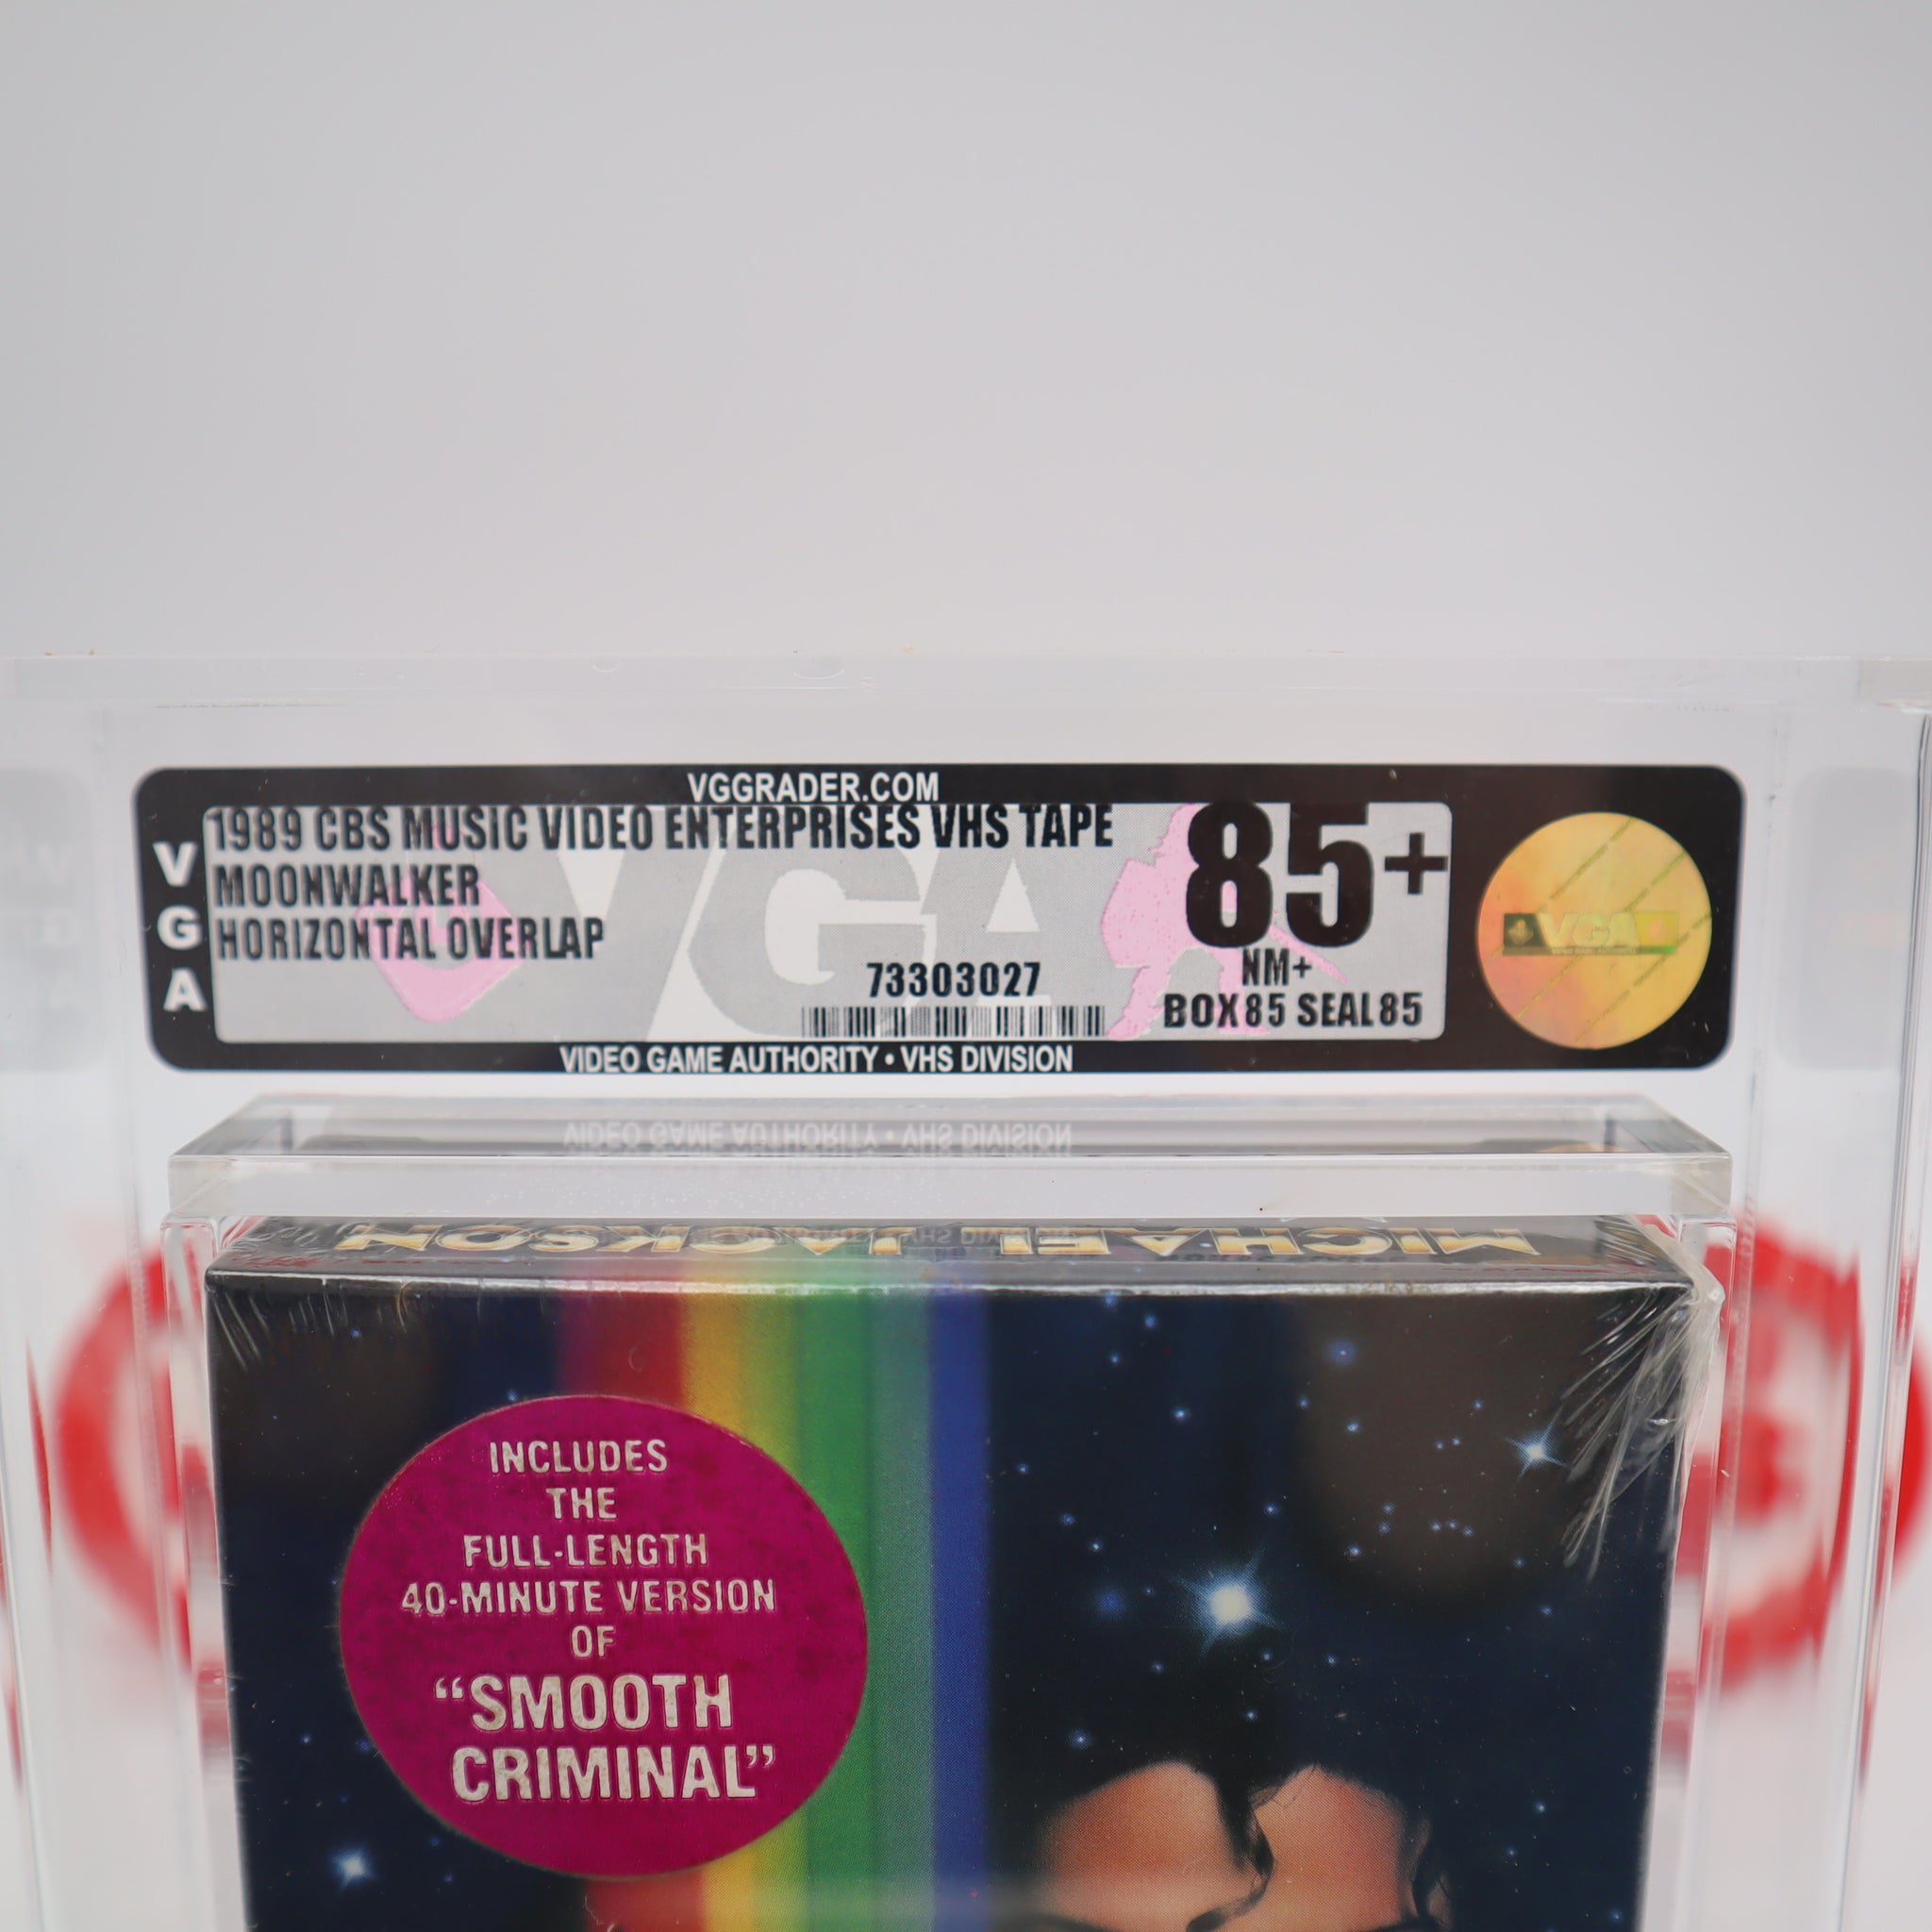 VGGRADER.COM
VGA
1989 CBS MUSIC VIDEO ENTERPRISES VHS TAPE
MOONWALKER
HORIZONTAL OVERLAP
73303027
85+
NM+
BOX 85 SEAL 85
VGA
VIDEO GAME AUTHORITY • VHS DIVISION
MICHAEL JACKSON
INCLUDES
THE
FULL-LENGTH
40-MINUTE VERSION
OF
“SMOOTH
CRIMINAL”